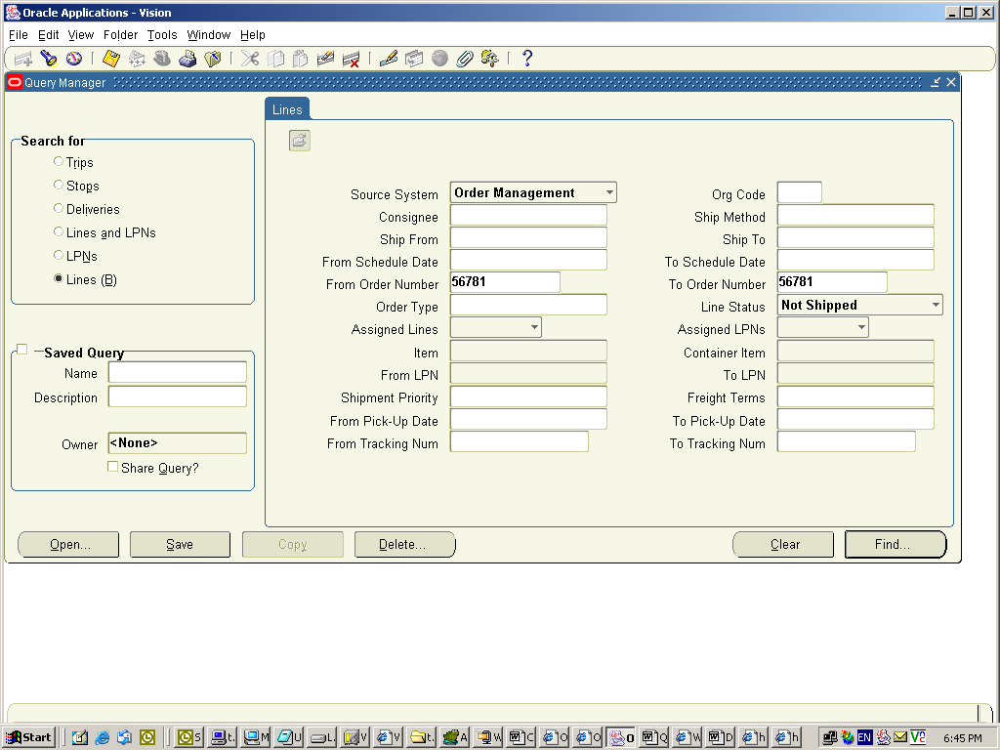 Oracle Applications - Vision
File Edit View Folder Tools Window Help
Query Manager
Lines
Search for
Trips
Stops
Deliveries
Lines and LPNs
LPNs
Lines (B)
Saved Query
Name
Description
Owner <None>
Share Query?
Source System Order Management Org Code
Consignee Ship Method
Ship From Ship To
From Schedule Date To Schedule Date
From Order Number 56781 To Order Number 56781
Order Type Line Status Not Shipped
Assigned Lines Assigned LPNs
Item Container Item
From LPN To LPN
Shipment Priority Freight Terms
From Pick-Up Date To Pick-Up Date
From Tracking Num To Tracking Num
Open... Save Copy Delete... Clear Find...
Start S t. M U L V V t. A W C O O O Q W D h h EN 6:45 PM